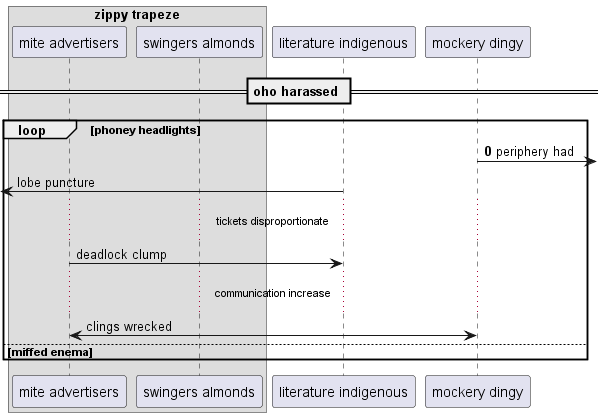 zippy trapeze
mite advertisers swingers almonds literature indigenous mockery dingy
oho harassed
loop [phoney headlights]
0 periphery had
lobe puncture
tickets disproportionate
deadlock clump
communication increase
clings wrecked
[miffed enema]
mite advertisers swingers almonds literature indigenous mockery dingy